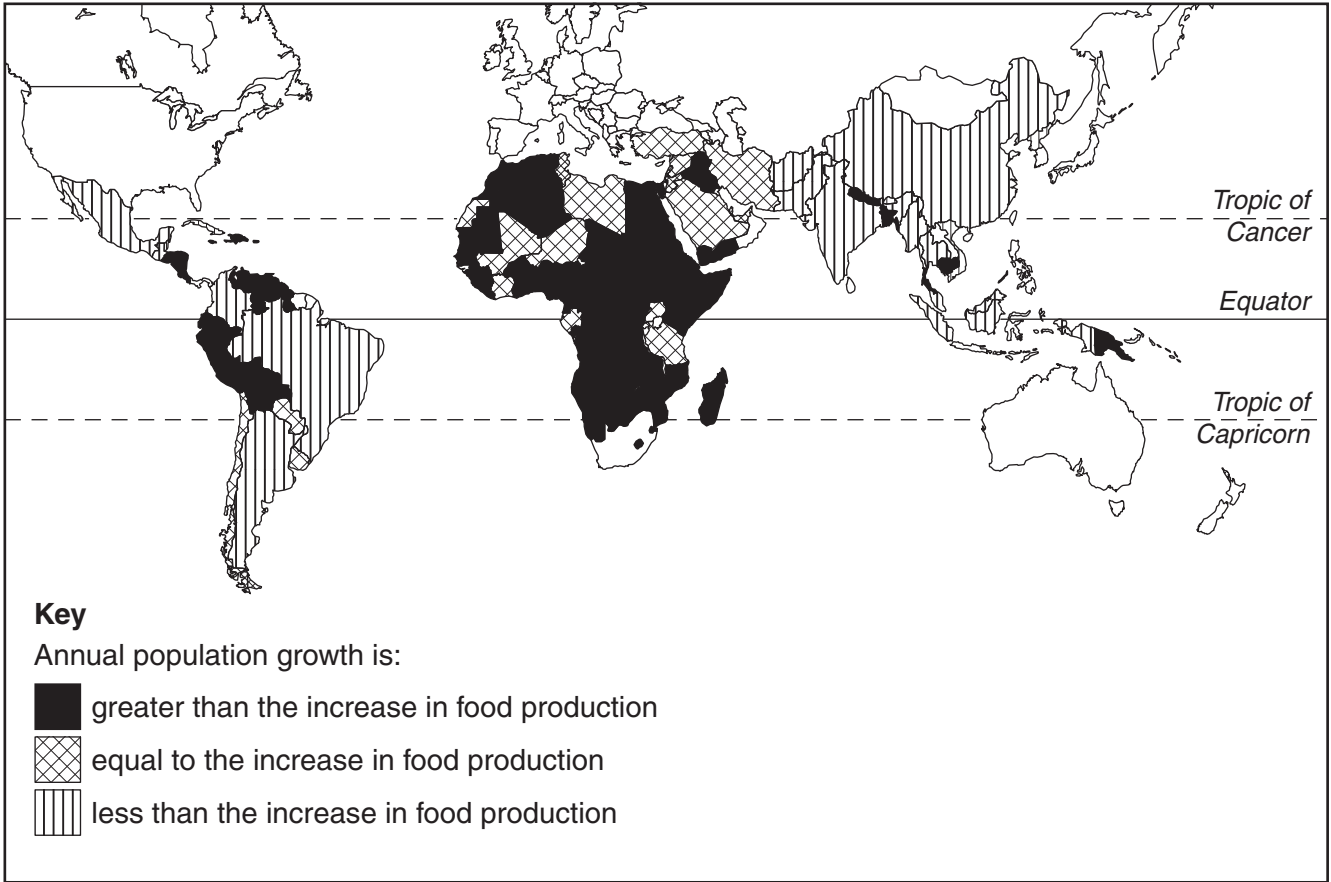 Tropic of
Cancer
Equator
Tropic of
Capricorn
Key
Annual population growth is:
greater than the increase in food production
equal to the increase in food production
less than the increase in food production